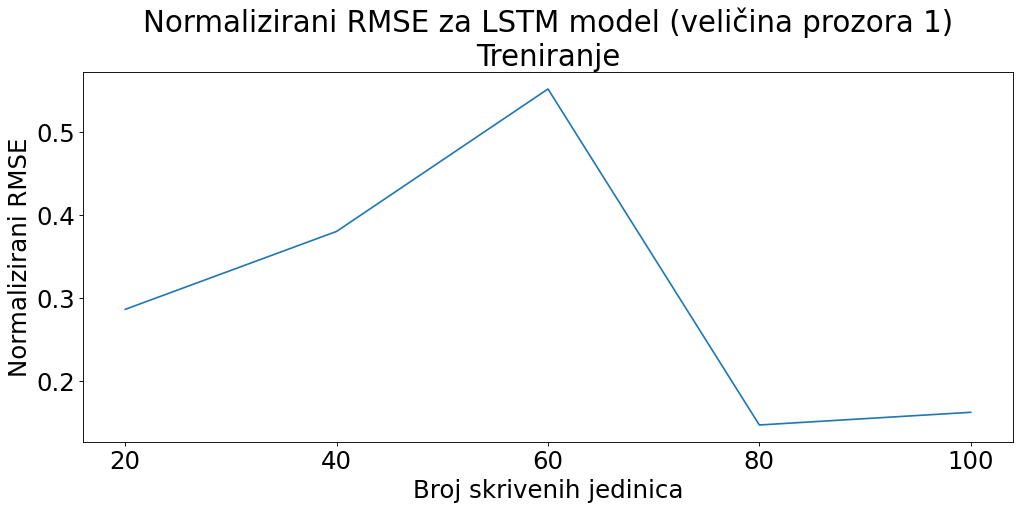 Normalizirani RMSE za LSTM model (veličina prozora 1)
Treniranje
Normalizirani RMSE
0.5
0.4
0.3
0.2
20 40 60 80 100
Broj skrivenih jedinica